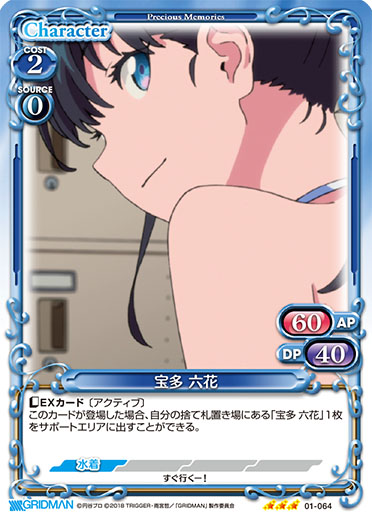 Precious Memories
Character
COST
2
SOURCE
0
60 AP
DP 40
宝多 六花
EXカード〔アクティブ〕
このカードが登場した場合、自分の捨て札置き場にある「宝多 六花」1枚
をサポートエリアに出すことができる。
水着
すぐ行くー!
GRIDMAN ©円谷プロ ©2018 TRIGGER・雨宮哲/「GRIDMAN」製作委員会 01-064